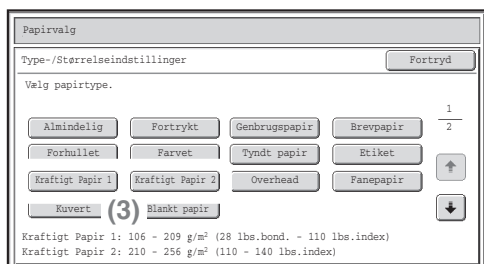 Papirvalg
Type-/Størrelseindstillinger Fortryd
Vælg papirtype.
1
Almindelig Fortrykt Genbrugspapir Brevpapir 2
Forhullet Farvet Tyndt papir Etiket
Kraftigt Papir 1 Kraftigt Papir 2 Overhead Fanepapir
Kuvert (3) Blankt papir
Kraftigt Papir 1: 106 - 209 g/m² (28 lbs.bond. - 110 lbs.index)
Kraftigt Papir 2: 210 - 256 g/m² (110 - 140 lbs.index)